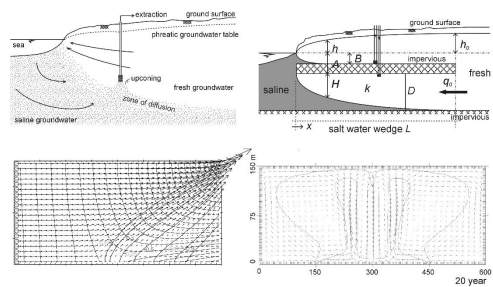 extraction
ground surface
phreatic groundwater table
sea
upconing
fresh groundwater
zone of diffusion
saline groundwater
ground surface
h
h0
B
A
impervious
fresh
saline
H
k
D
q0
impervious
x
salt water wedge L
150 m
75
0
0
150
300
450
600
20 year